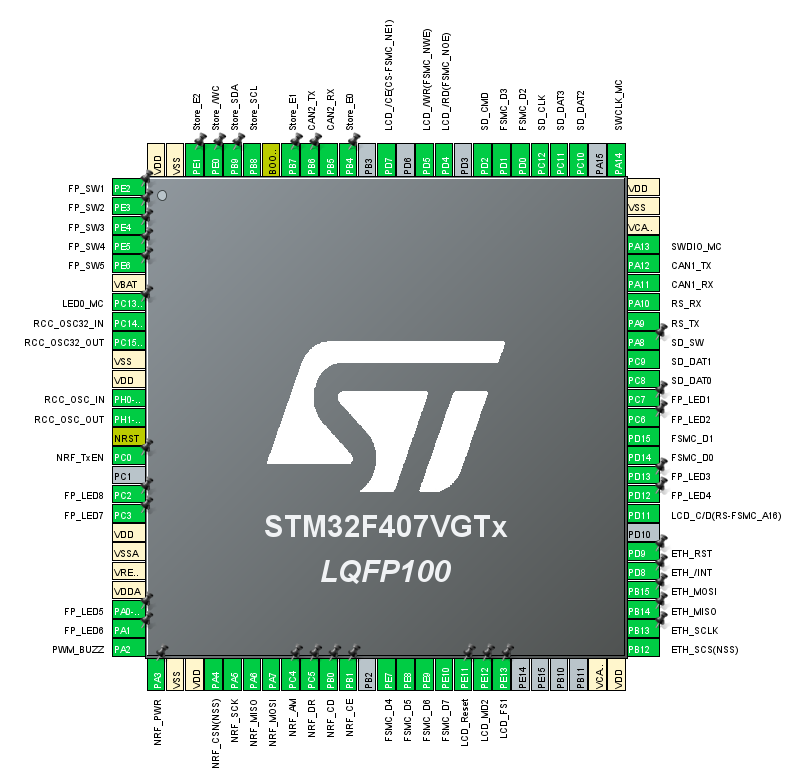 Store_E2
Store_/WC
Store_SDA
Store_SCL
Store_E1
CAN2_TX
CAN2_RX
Store_E0
LCD_/CE(CS-FSMC_NE1)
LCD_/WR(FSMC_NWE)
LCD_/RD(FSMC_NOE)
SD_CMD
FSMC_D3
FSMC_D2
SD_CLK
SD_DAT3
SD_DAT2
SWCLK_MC
VDD
VSS
PE1
PE0
PB9
PB8
BOO..
PB7
PB6
PB5
PB4
PB3
PD7
PD6
PD5
PD4
PD3
PD2
PD1
PD0
PC12
PC11
PC10
PA15
PA14
FP_SW1 PE2
FP_SW2 PE3
FP_SW3 PE4
FP_SW4 PE5
FP_SW5 PE6
VBAT
LED0_MC PC13..
RCC_OSC32_IN PC14..
RCC_OSC32_OUT PC15..
VSS
VDD
RCC_OSC_IN PH0-..
RCC_OSC_OUT PH1-..
NRST
NRF_TxEN PC0
PC1
FP_LED8 PC2
FP_LED7 PC3
VDD
VSSA
VRE..
VDDA
FP_LED5 PA0-..
FP_LED6 PA1
PWM_BUZZ PA2
STM32F407VGTx
LQFP100
VDD
VSS
VCA..
PA13 SWDIO_MC
PA12 CAN1_TX
PA11 CAN1_RX
PA10 RS_RX
PA9 RS_TX
PA8 SD_SW
PC9 SD_DAT1
PC8 SD_DAT0
PC7 FP_LED1
PC6 FP_LED2
PD15 FSMC_D1
PD14 FSMC_D0
PD13 FP_LED3
PD12 FP_LED4
PD11 LCD_C/D(RS-FSMC_A16)
PD10
PD9 ETH_RST
PD8 ETH_/INT
PB15 ETH_MOSI
PB14 ETH_MISO
PB13 ETH_SCLK
PB12 ETH_SCS(NSS)
PA3
VSS
VDD
PA4
PA5
PA6
PA7
PC4
PC5
PB0
PB1
PB2
PE7
PE8
PE9
PE10
PE11
PE12
PE13
PE14
PE15
PB10
PB11
VCA..
VDD
NRF_PWR
NRF_CSN(NSS)
NRF_SCK
NRF_MISO
NRF_MOSI
NRF_AM
NRF_DR
NRF_CD
NRF_CE
FSMC_D4
FSMC_D5
FSMC_D6
FSMC_D7
LCD_Reset
LCD_MD2
LCD_FS1